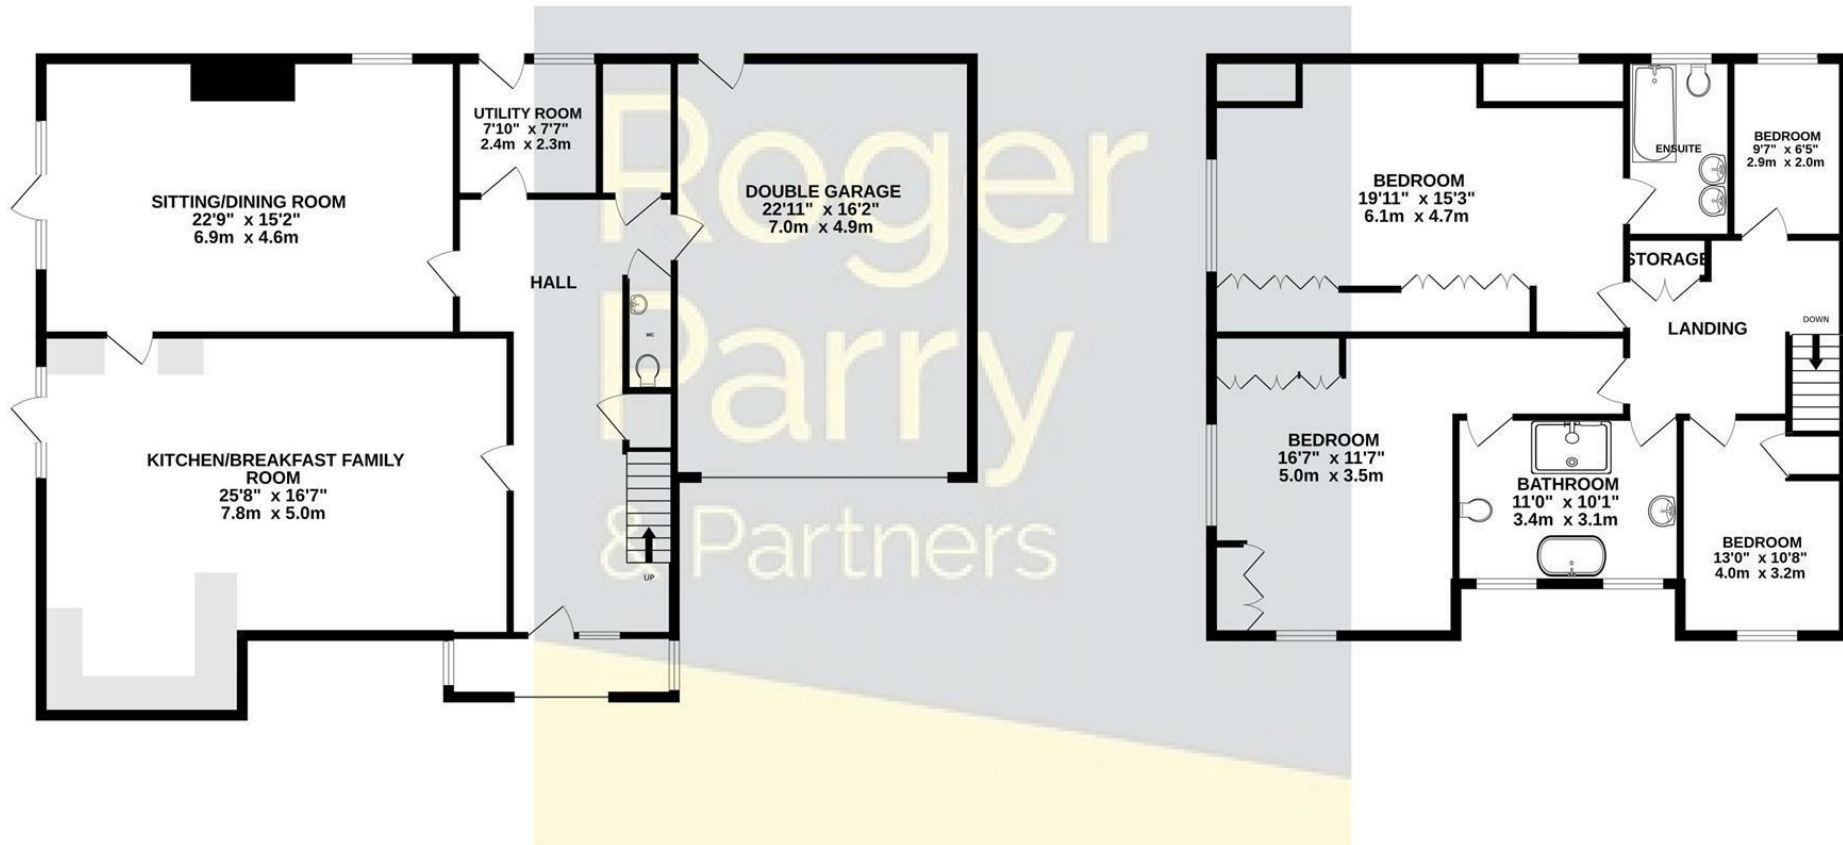 Roger
Parry
& Partners
SITTING/DINING ROOM
22'9" x 15'2"
6.9m x 4.6m
UTILITY ROOM
7'10" x 7'7"
2.4m x 2.3m
DOUBLE GARAGE
22'11" x 16'2"
7.0m x 4.9m
HALL
WC
KITCHEN/BREAKFAST FAMILY
ROOM
25'8" x 16'7"
7.8m x 5.0m
UP
BEDROOM
19'11" x 15'3"
6.1m x 4.7m
ENSUITE
BEDROOM
9'7" x 6'5"
2.9m x 2.0m
STORAGE
LANDING
DOWN
BEDROOM
16'7" x 11'7"
5.0m x 3.5m
BATHROOM
11'0" x 10'1"
3.4m x 3.1m
BEDROOM
13'0" x 10'8"
4.0m x 3.2m